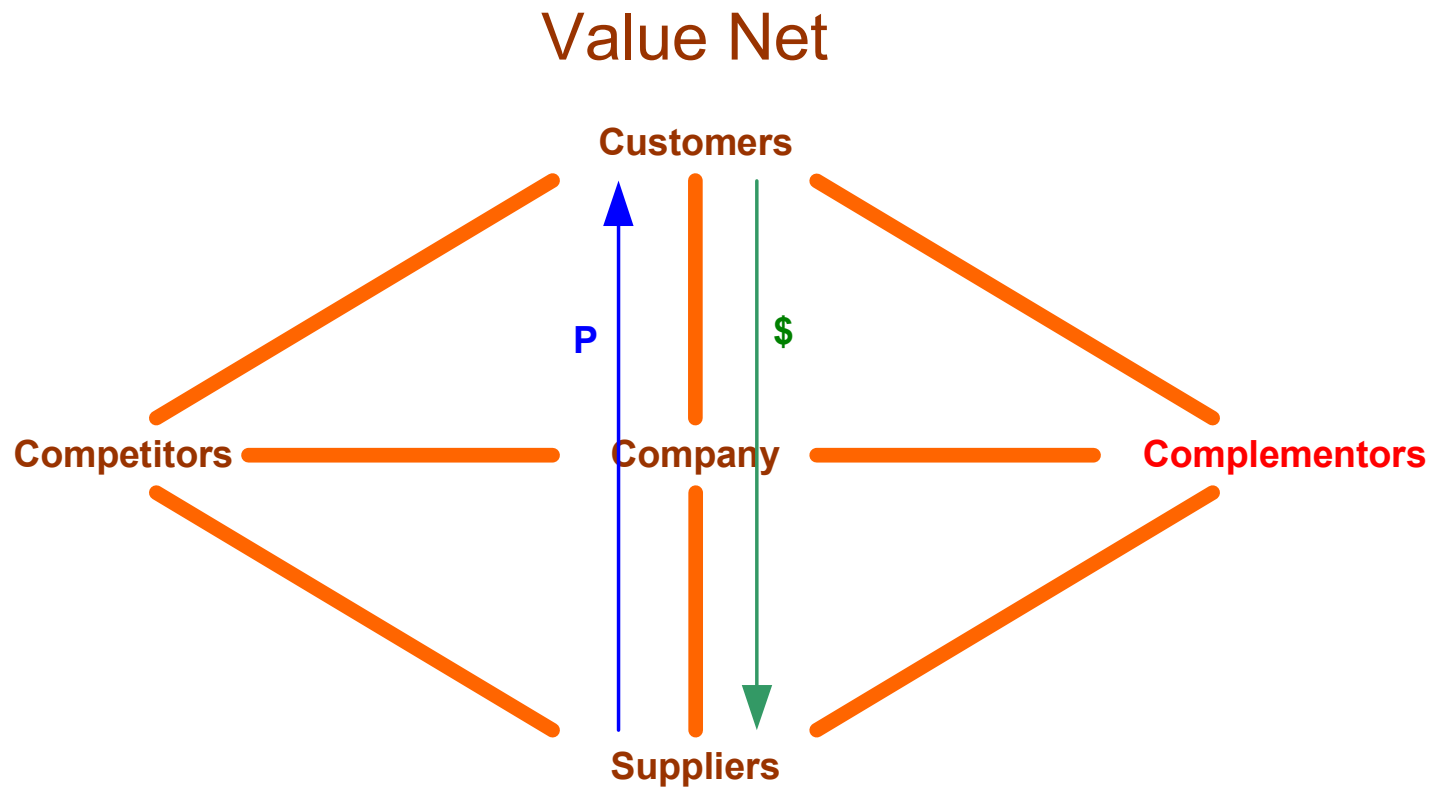 Value Net
Customers
P
$
Competitors
Company
Complementors
Suppliers